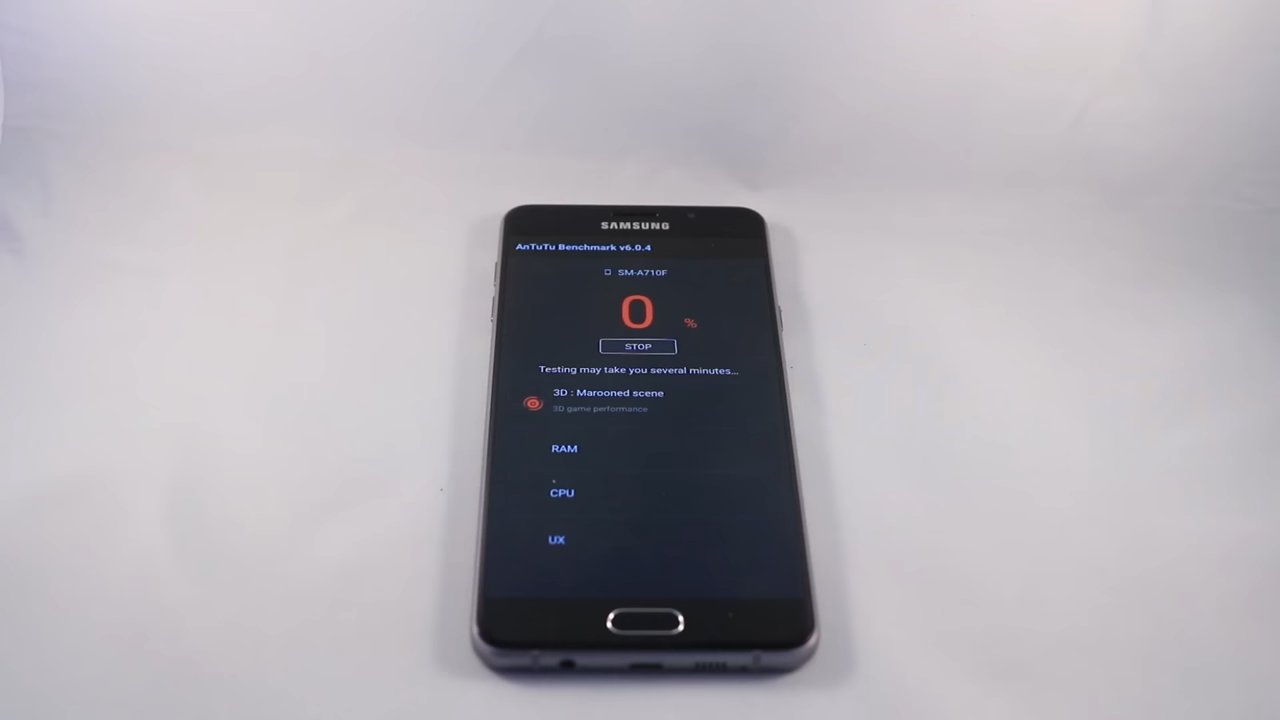 SAMSUNG
AnTuTu Benchmark v6.0.4
SM-A710F
0 %
STOP
Testing may take you several minutes...
3D : Marooned scene
3D game performance
RAM
CPU
UX